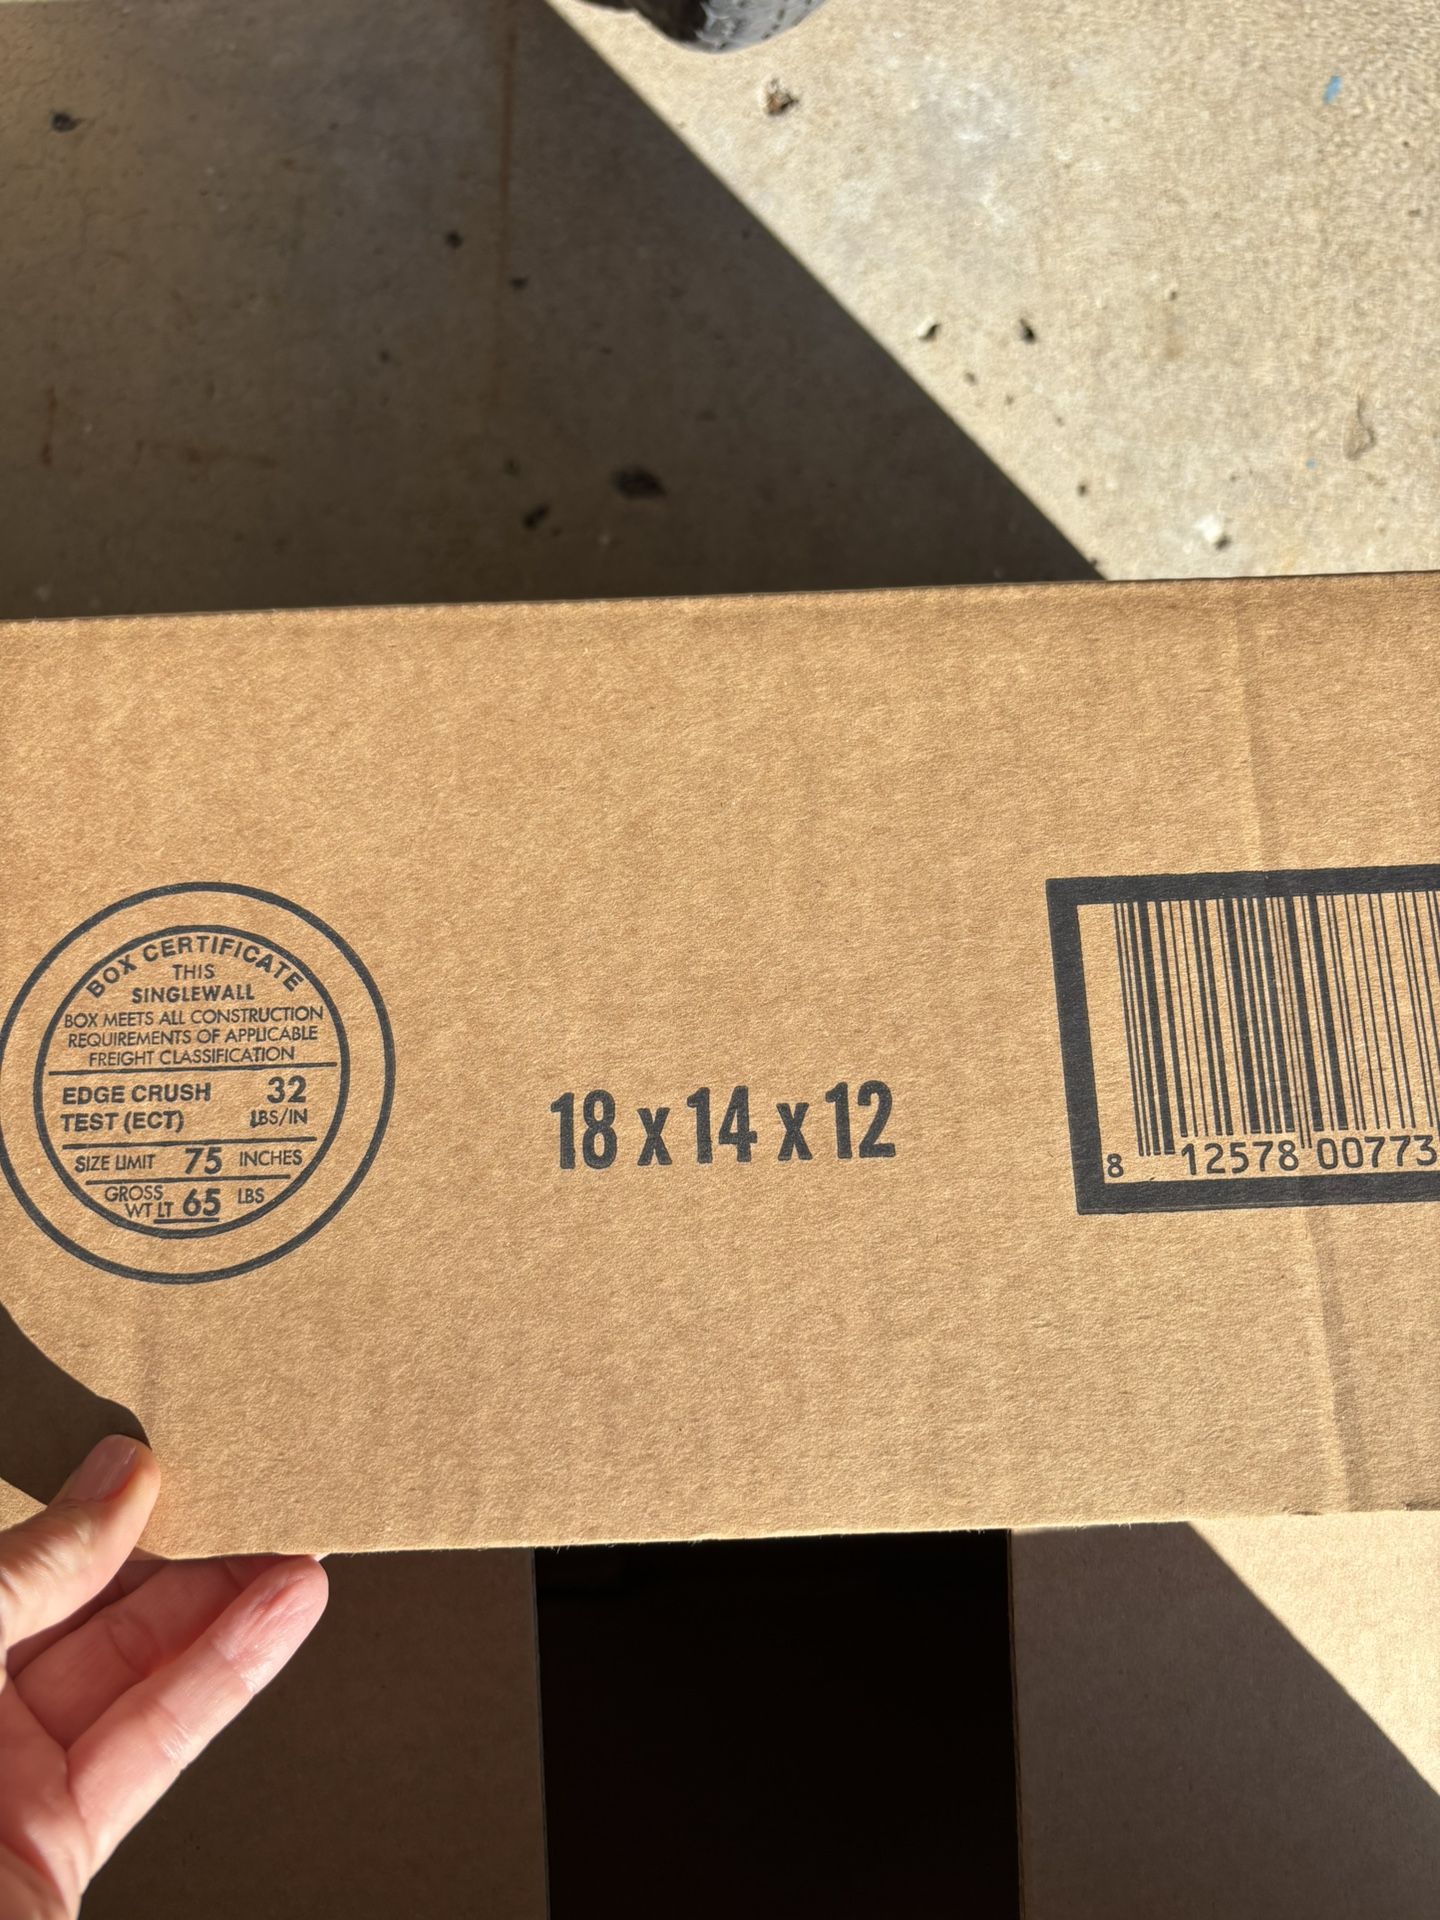 BOX CERTIFICATE
THIS
SINGLEWALL
BOX MEETS ALL CONSTRUCTION
REQUIREMENTS OF APPLICABLE
FREIGHT CLASSIFICATION
EDGE CRUSH 32
TEST (ECT) LBS/IN
SIZE LIMIT 75 INCHES
GROSS
WT LT 65 LBS
18 x 14 x 12
8 12578 00773